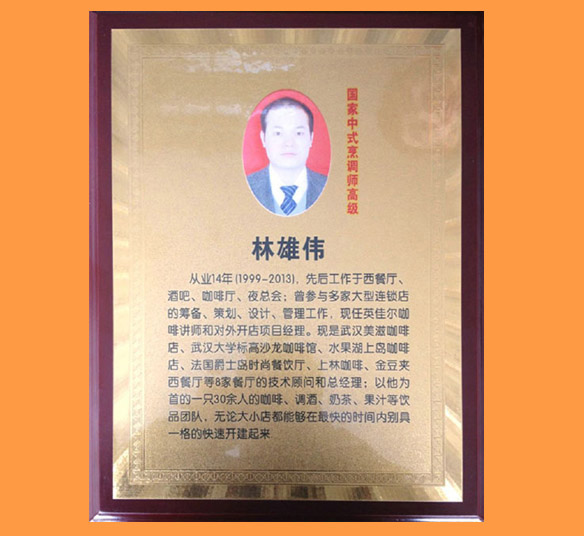 国家中式烹调师高级
林雄伟
从业14年(1999-2013)，先后工作于西餐厅、
酒吧、咖啡厅、夜总会；曾参与多家大型连锁店
的筹备、策划、设计、管理工作，现任英佳尔咖
啡讲师和对外开店项目经理。现是武汉美滋咖啡
店、武汉大学标高沙龙咖啡馆、水果湖上岛咖啡
店、法国爵士岛时尚餐饮厅、上林咖啡、金豆夹
西餐厅等8家餐厅的技术顾问和总经理；以他为
首的一只30余人的咖啡、调酒、奶茶、果汁等饮
品团队，无论大小店都能够在最快的时间内别具
一格的快速开建起来